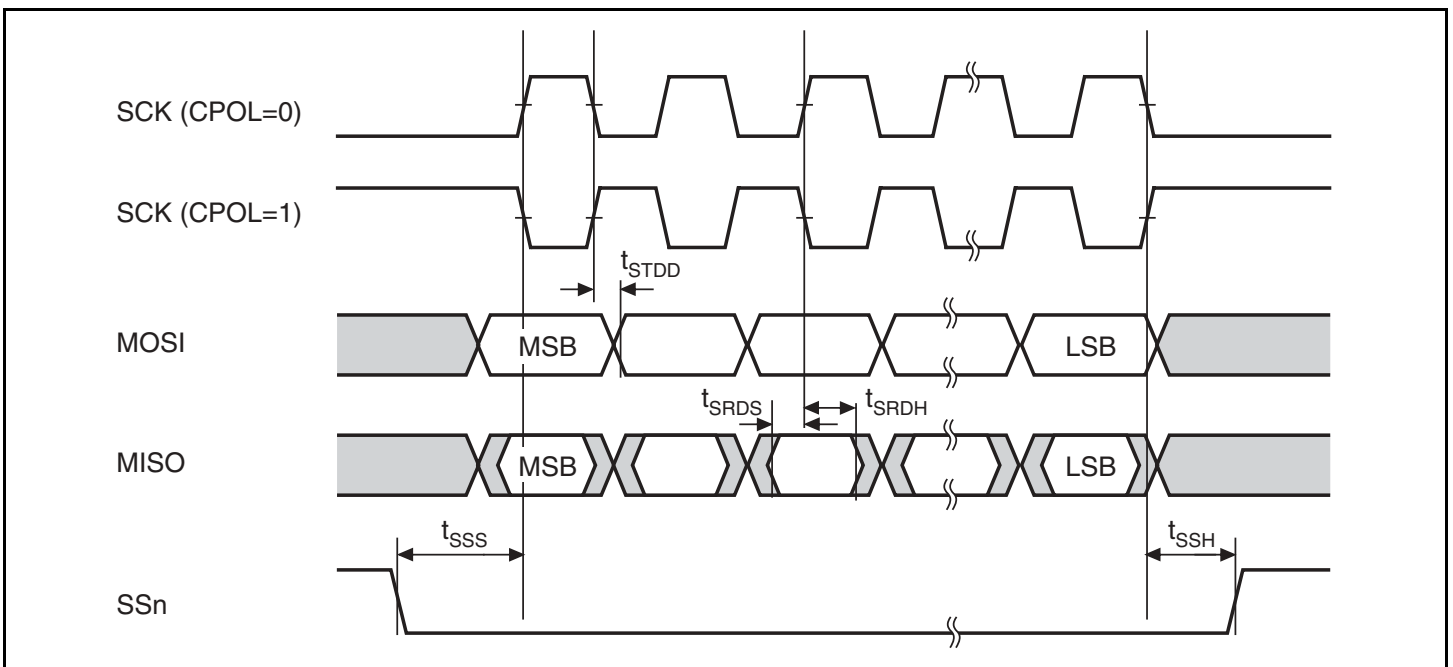 SCK (CPOL=0)
SCK (CPOL=1)
tSTDD
MOSI
MSB
LSB
tSRDS
tSRDH
MISO
MSB
LSB
tSSS
tSSH
SSn